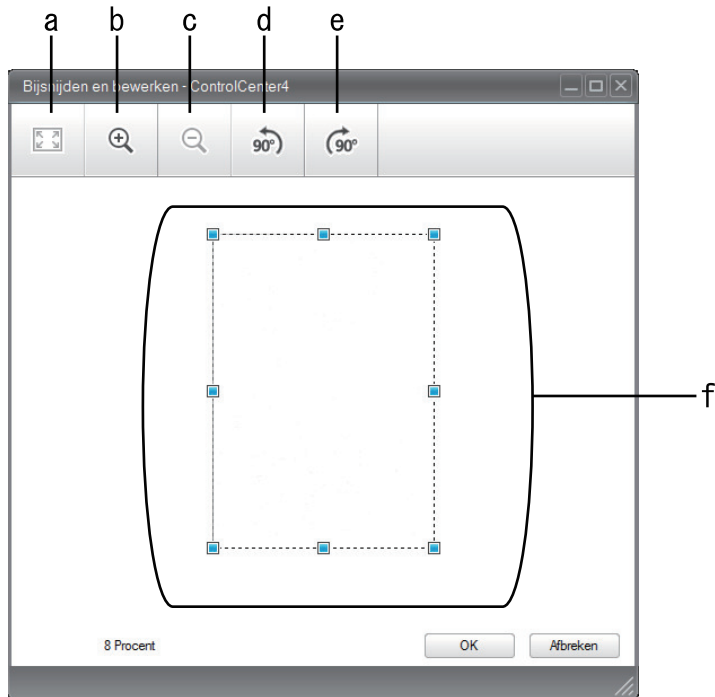 a b c d e
Bijsnijden en bewerken - ControlCenter4
90° 90°
f
8 Procent OK Afbreken